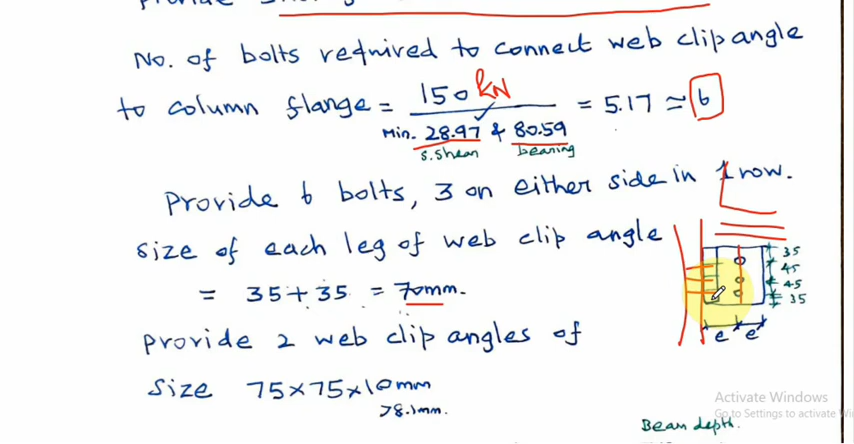 No. of bolts required to connect web clip angle
to column flange = 150 kN / Min. 28.97 & 80.59 = 5.17 ≃ 6
s.shear bearing
Provide 6 bolts, 3 on either side in 1 row.
size of each leg of web clip angle
= 35+35 = 70mm.
35
45
45
35
e e
Provide 2 web clip angles of
size 75×75×10mm
>8.1mm.
Beam depth.
Activate Windows
Go to Settings to activate Wi